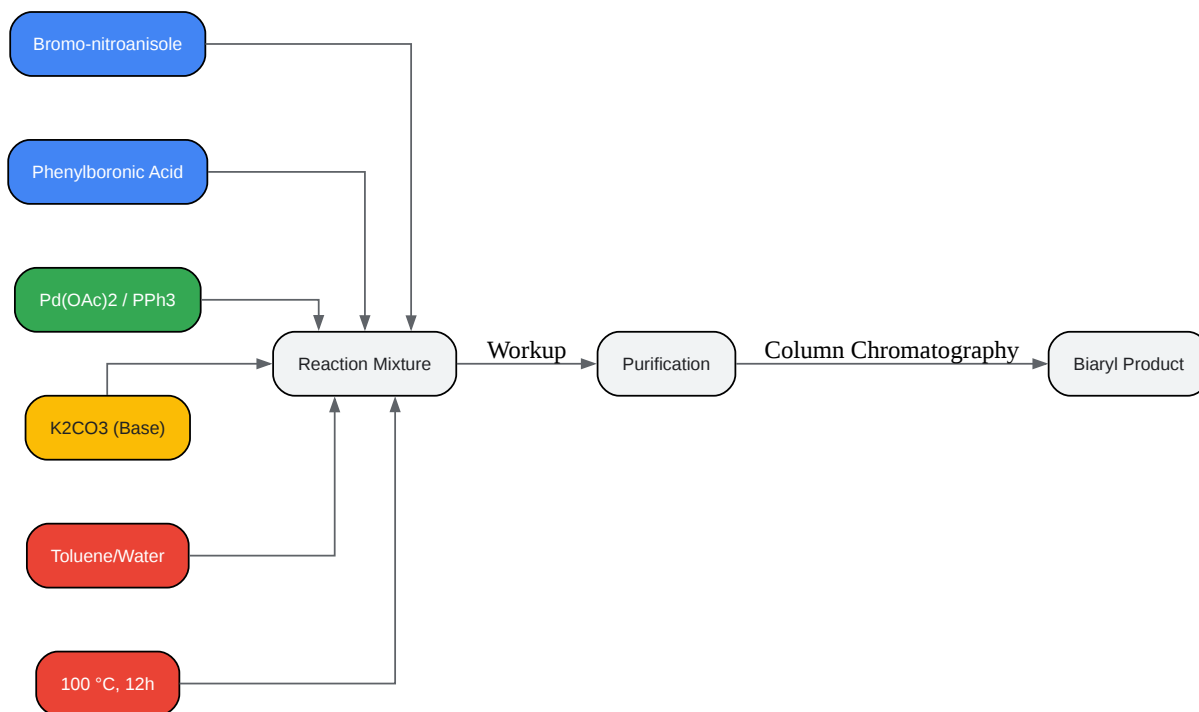 Bromo-nitroanisole
Phenylboronic Acid
Pd(OAc)2 / PPh3
K2CO3 (Base)
Toluene/Water
100 °C, 12h
Reaction Mixture
Workup
Purification
Column Chromatography
Biaryl Product